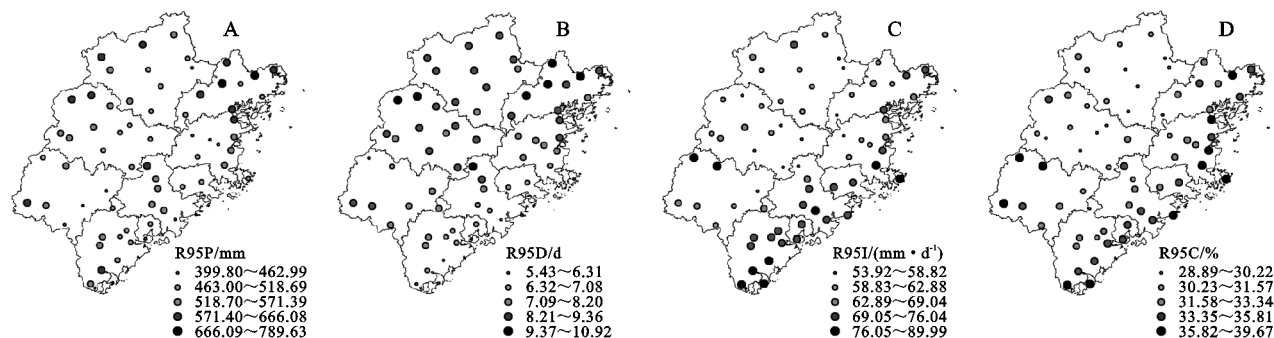 A
R95P/mm
399.80～462.99
463.00～518.69
518.70～571.39
571.40～666.08
666.09～789.63
B
R95D/d
5.43～6.31
6.32～7.08
7.09～8.20
8.21～9.36
9.37～10.92
C
R95I/(mm·d⁻¹)
53.92～58.82
58.83～62.88
62.89～69.04
69.05～76.04
76.05～89.99
D
R95C/%
28.89～30.22
30.23～31.57
31.58～33.34
33.35～35.81
35.82～39.67